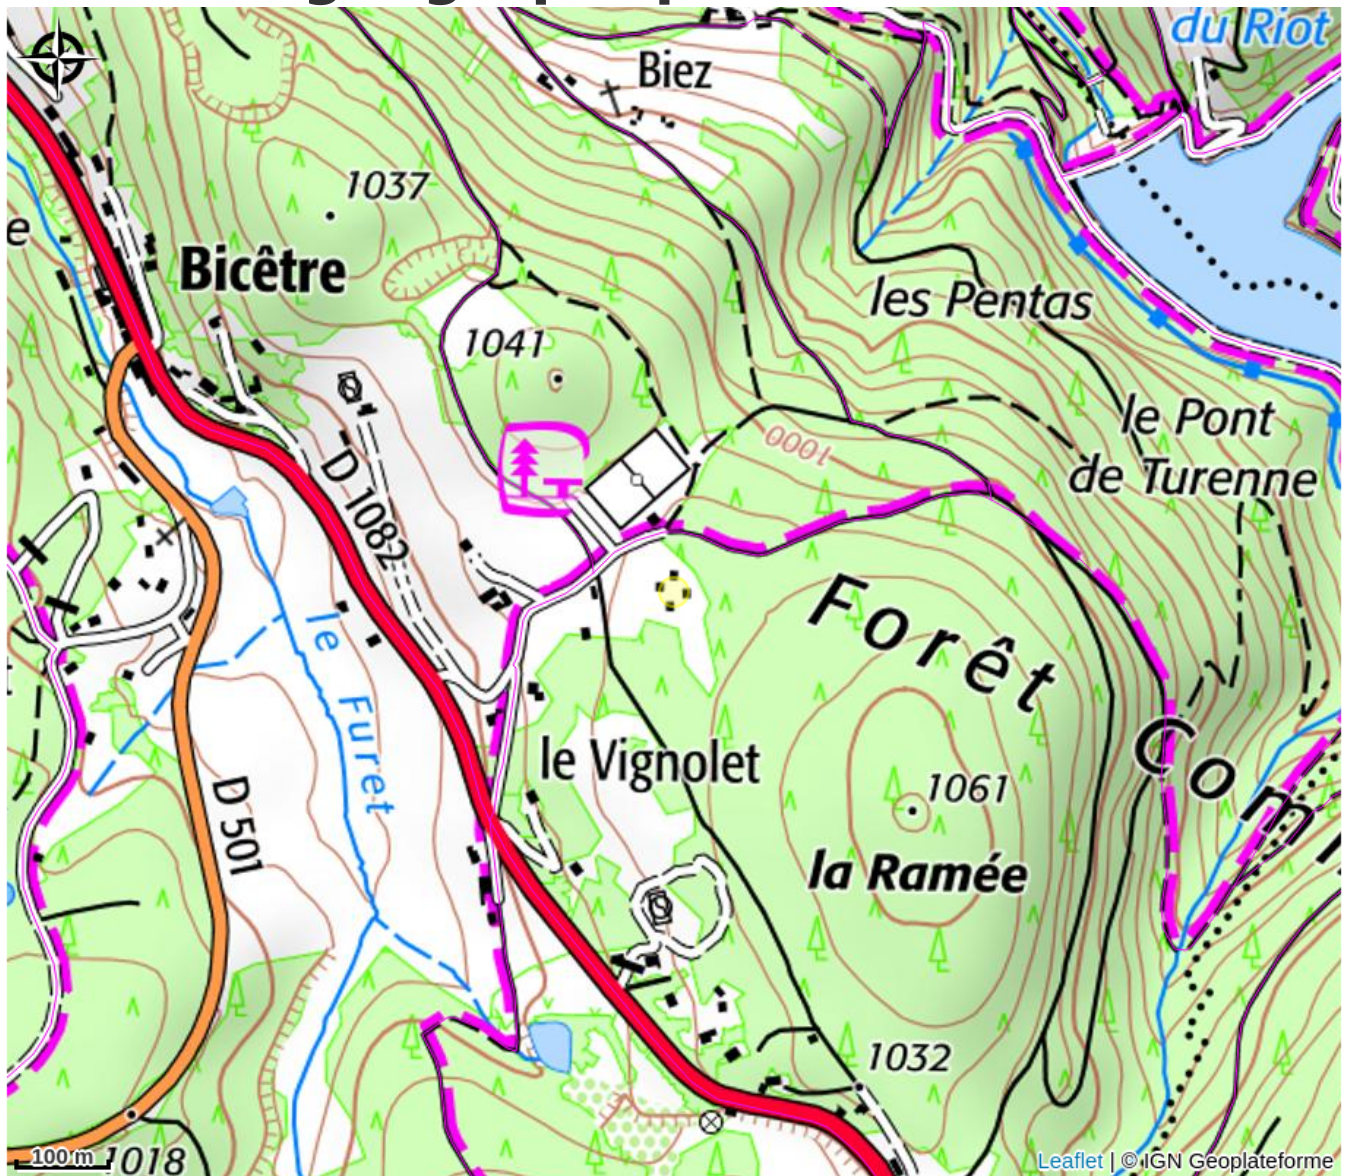 du Riot
Biez
1037
e
Bicêtre
les Pentas
1041
le Pont
de Turenne
1000
D 1082
Forêt
le Furet
Com
le Vignolet
D 501
1061
la Ramée
1032
1018
100 m
Leaflet | © IGN Geoplateforme